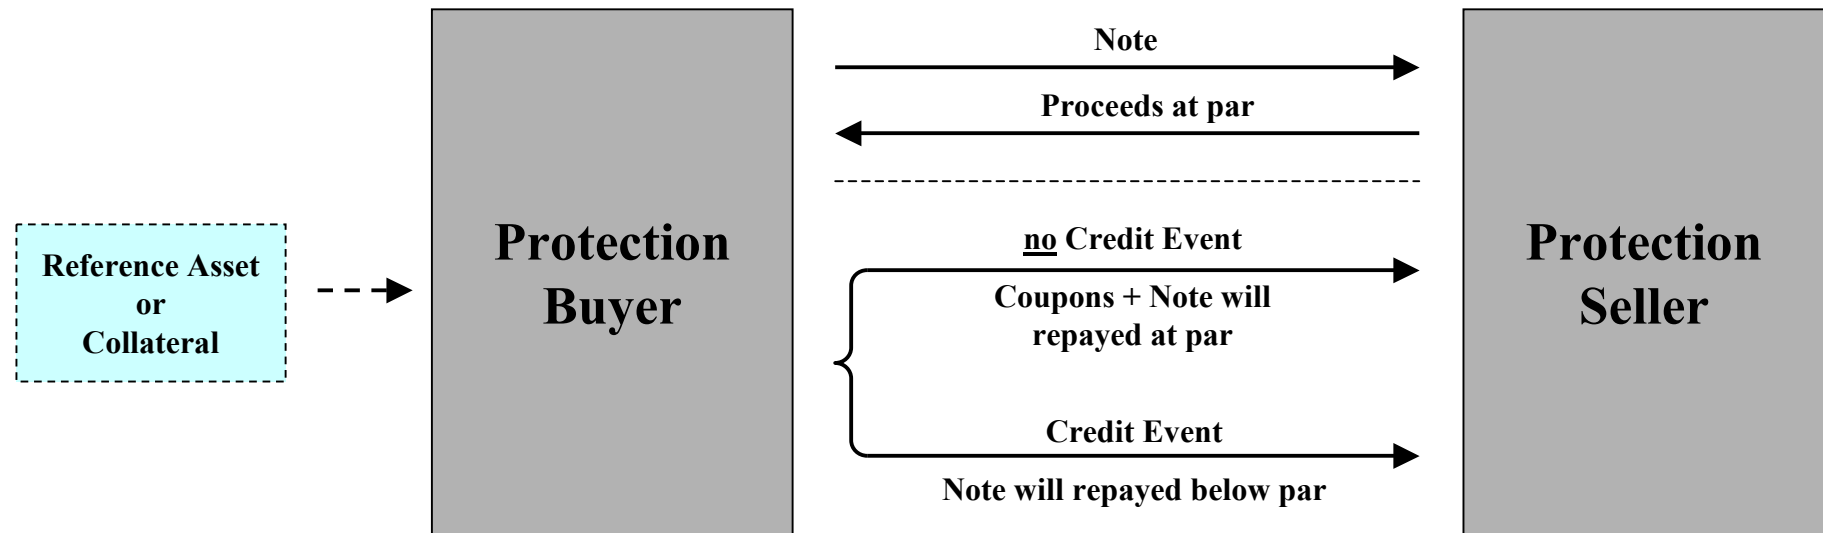 Note
Proceeds at par
Reference Asset
or
Collateral
Protection
Buyer
no Credit Event
Coupons + Note will
repayed at par
Credit Event
Note will repayed below par
Protection
Seller